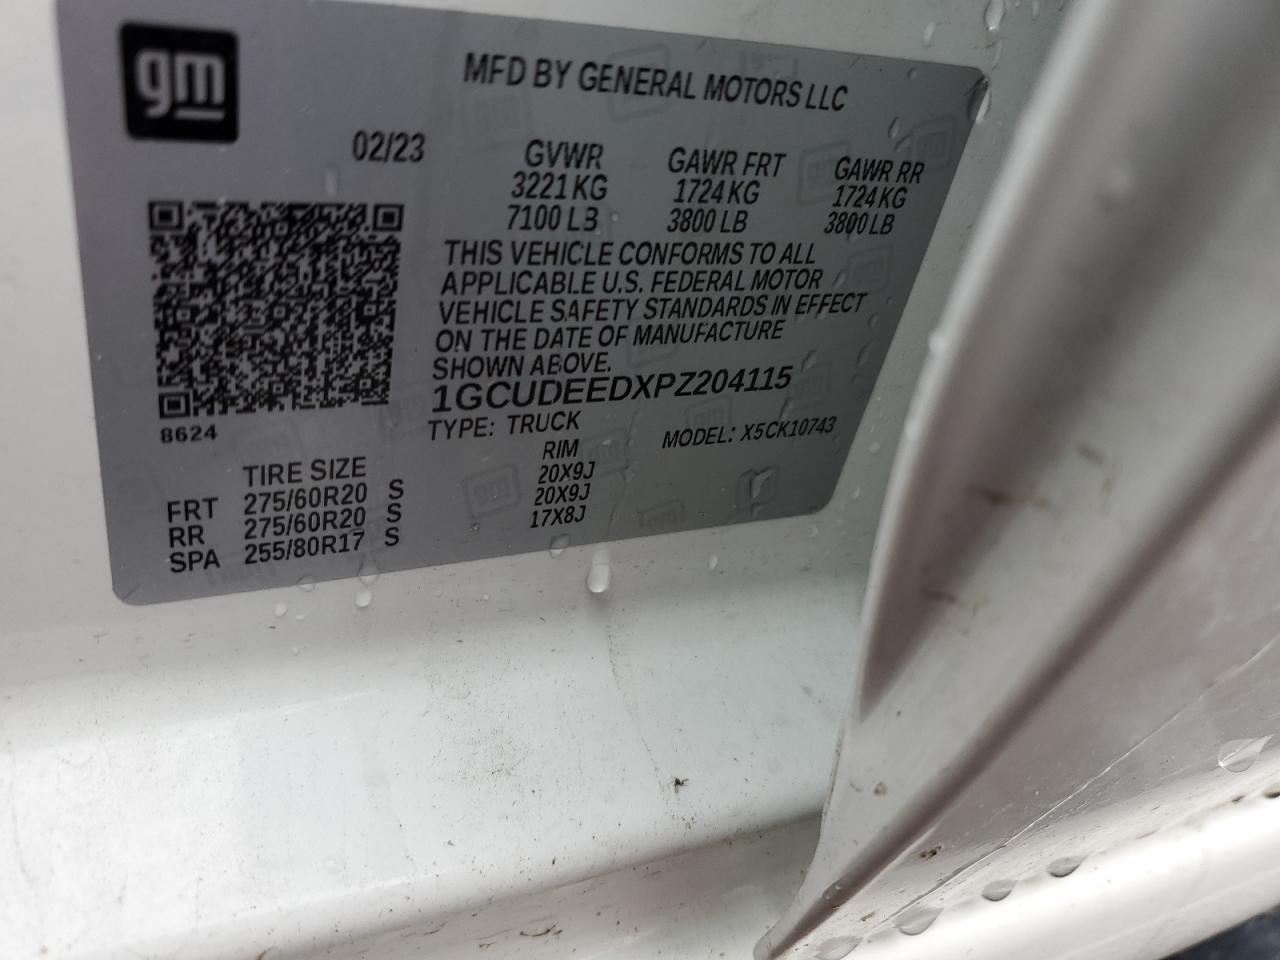 gm
MFD BY GENERAL MOTORS LLC
02/23
GVWR GAWR FRT GAWR RR
3221 KG 1724 KG 1724 KG
7100 LB 3800 LB 3800 LB
THIS VEHICLE CONFORMS TO ALL
APPLICABLE U.S. FEDERAL MOTOR
VEHICLE SAFETY STANDARDS IN EFFECT
ON THE DATE OF MANUFACTURE
SHOWN ABOVE.
1GCUDEEDXPZ204115
8624
TYPE: TRUCK MODEL: X5CK10743
TIRE SIZE RIM
FRT 275/60R20 S 20X9J
RR 275/60R20 S 20X9J
SPA 255/80R17 S 17X8J